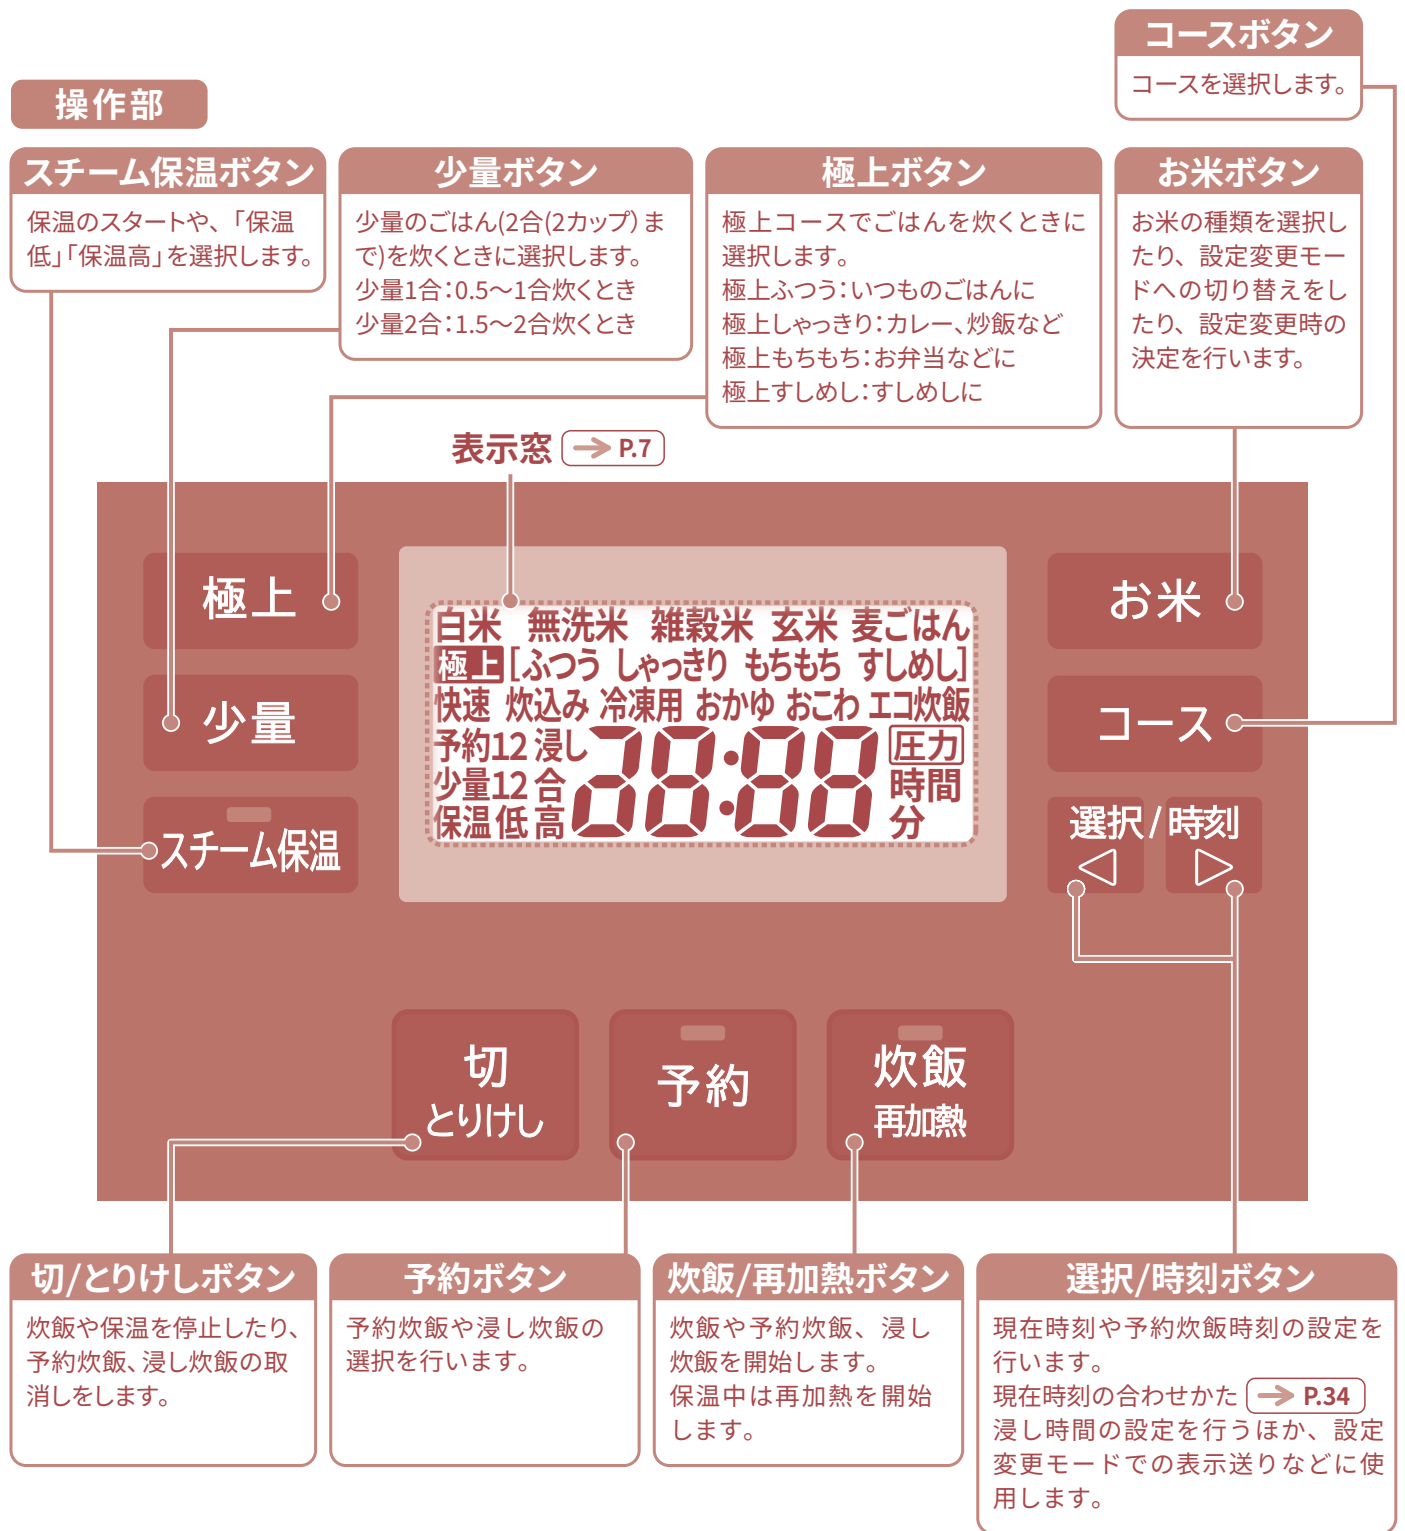 コースボタン
コースを選択します。
操作部
スチーム保温ボタン
保温のスタートや、「保温
低」「保温高」を選択します。
少量ボタン
少量のごはん(2合(2カップ)ま
で)を炊くときに選択します。
少量1合：0.5～1合炊くとき
少量2合：1.5～2合炊くとき
極上ボタン
極上コースでごはんを炊くときに
選択します。
極上ふつう：いつものごはんに
極上しゃっきり：カレー、炒飯など
極上もちもち：お弁当などに
極上すしめし：すしめしに
お米ボタン
お米の種類を選択し
たり、設定変更モー
ドへの切り替えをし
たり、設定変更時の
決定を行います。
表示窓 → P.7
極上
少量
スチーム保温
白米 無洗米 雑穀米 玄米 麦ごはん
極上 [ふつう しゃっきり もちもち すしめし]
快速 炊込み 冷凍用 おかゆ おこわ エコ炊飯
予約12 浸し
少量12 合
保温 低 高
28:88
圧力
時間
分
お米
コース
選択/時刻
◁ ▷
切
とりけし
予約
炊飯
再加熱
切/とりけしボタン
炊飯や保温を停止したり、
予約炊飯、浸し炊飯の取
消しをします。
予約ボタン
予約炊飯や浸し炊飯の
選択を行います。
炊飯/再加熱ボタン
炊飯や予約炊飯、浸し
炊飯を開始します。
保温中は再加熱を開始
します。
選択/時刻ボタン
現在時刻や予約炊飯時刻の設定を
行います。
現在時刻の合わせかた → P.34
浸し時間の設定を行うほか、設定
変更モードでの表示送りなどに使
用します。